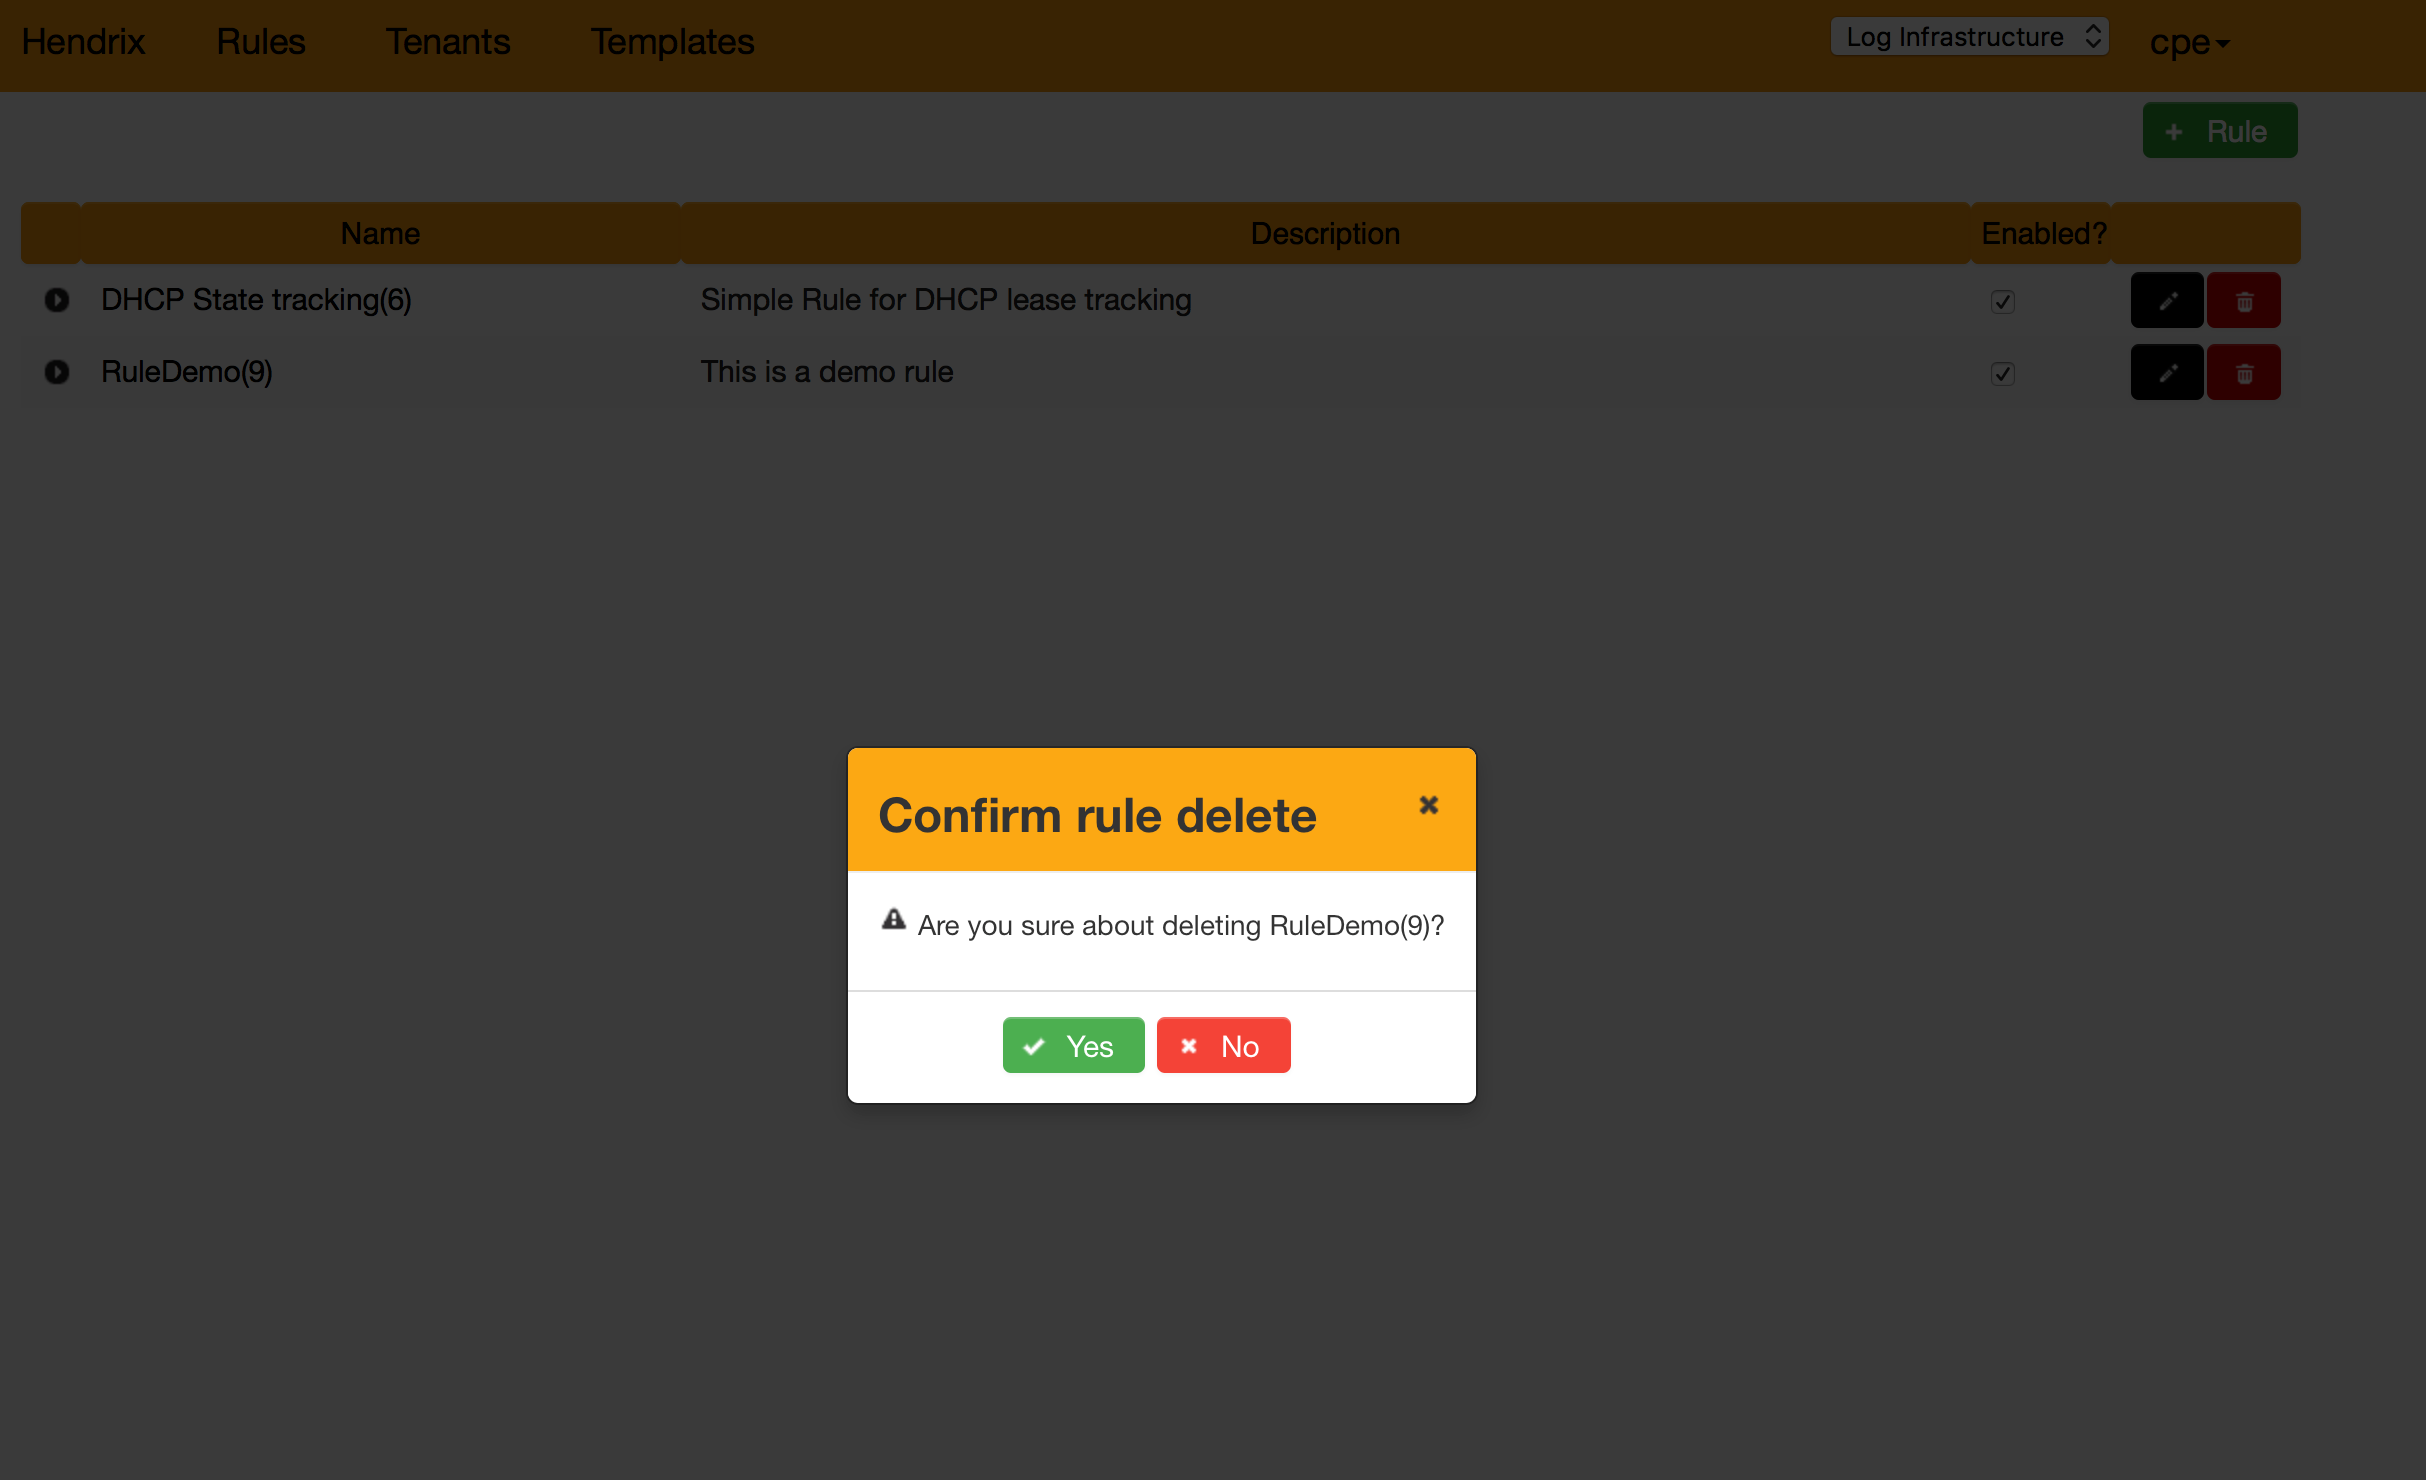 Hendrix Rules Tenants Templates Log Infrastructure cpe
Rule
Name Description Enabled?
DHCP State tracking(6) Simple Rule for DHCP lease tracking
RuleDemo(9) This is a demo rule
Confirm rule delete
Are you sure about deleting RuleDemo(9)?
Yes No